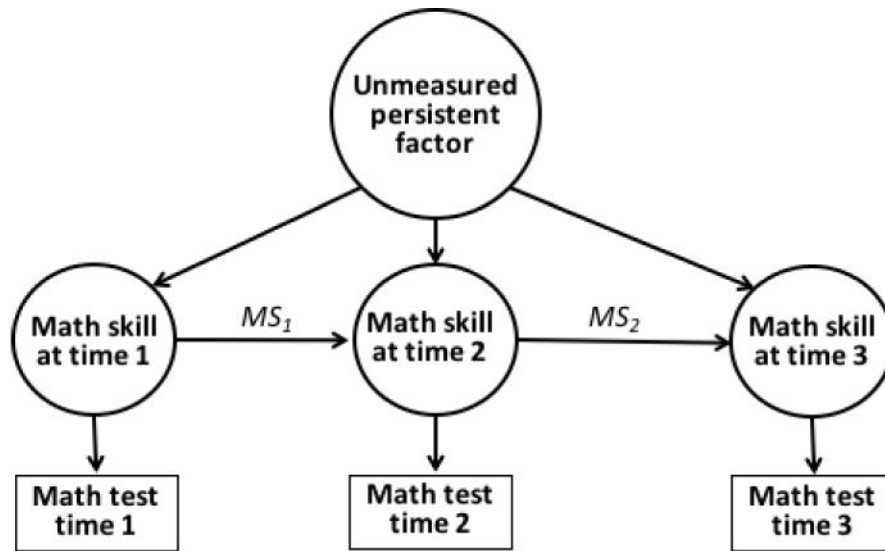 Unmeasured
persistent
factor
Math skill
at time 1
MS₁
Math skill
at time 2
MS₂
Math skill
at time 3
Math test
time 1
Math test
time 2
Math test
time 3